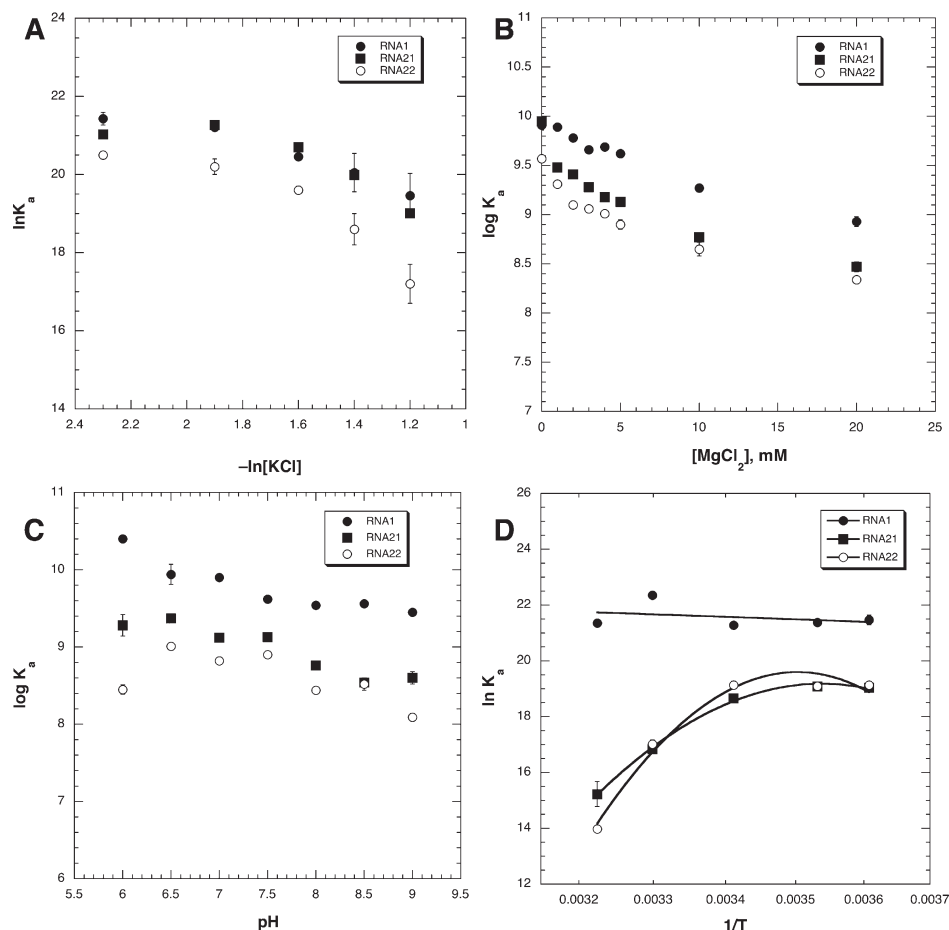 A
24
22
20
18
16
14
lnKa
2.4
2.2
2
1.8
1.6
1.4
1.2
1
–ln[KCl]
RNA1
RNA21
RNA22
B
11
10.5
10
9.5
9
8.5
8
7.5
7
log Ka
0
5
10
15
20
25
[MgCl2], mM
RNA1
RNA21
RNA22
C
11
10
9
8
7
6
log Ka
5.5
6
6.5
7
7.5
8
8.5
9
9.5
pH
RNA1
RNA21
RNA22
D
26
24
22
20
18
16
14
12
ln Ka
0.0032
0.0033
0.0034
0.0035
0.0036
0.0037
1/T
RNA1
RNA21
RNA22